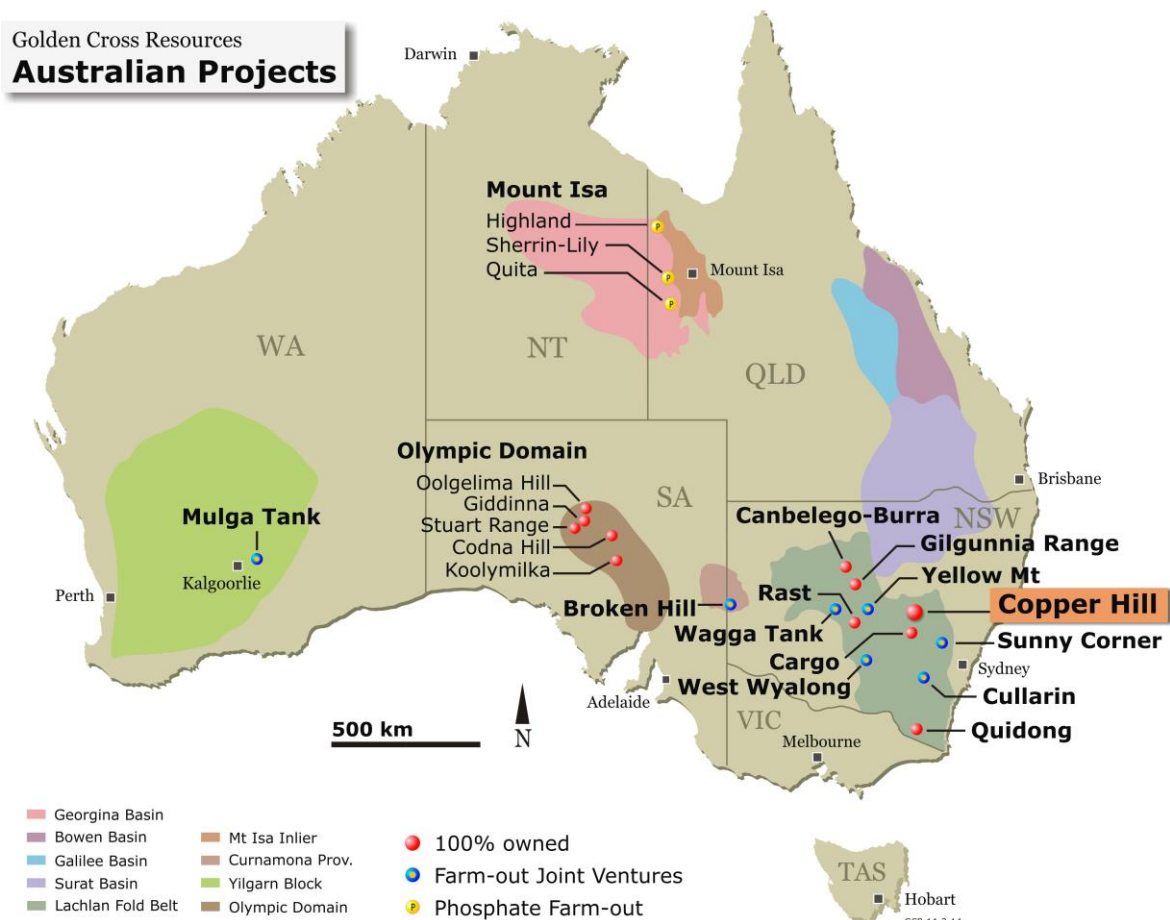 Golden Cross Resources
Australian Projects
Darwin
Mount Isa
Highland
P
Sherrin-Lily
P
Quita
P
Mount Isa
WA
NT
QLD
Olympic Domain
Oolgelima Hill
Giddinna
Stuart Range
Codna Hill
Koolymilka
SA
Mulga Tank
Kalgoorlie
Perth
Brisbane
NSW
Canbelego-Burra
Gilgunnia Range
Yellow Mt
Rast
Copper Hill
Broken Hill
Wagga Tank
Sunny Corner
Cargo
Sydney
West Wyalong
Cullarin
Adelaide
VIC
Quidong
Melbourne
500 km
N
Georgina Basin
Bowen Basin
Galilee Basin
Surat Basin
Lachlan Fold Belt
Mt Isa Inlier
Curnamona Prov.
Yilgarn Block
Olympic Domain
100% owned
Farm-out Joint Ventures
P Phosphate Farm-out
TAS
Hobart